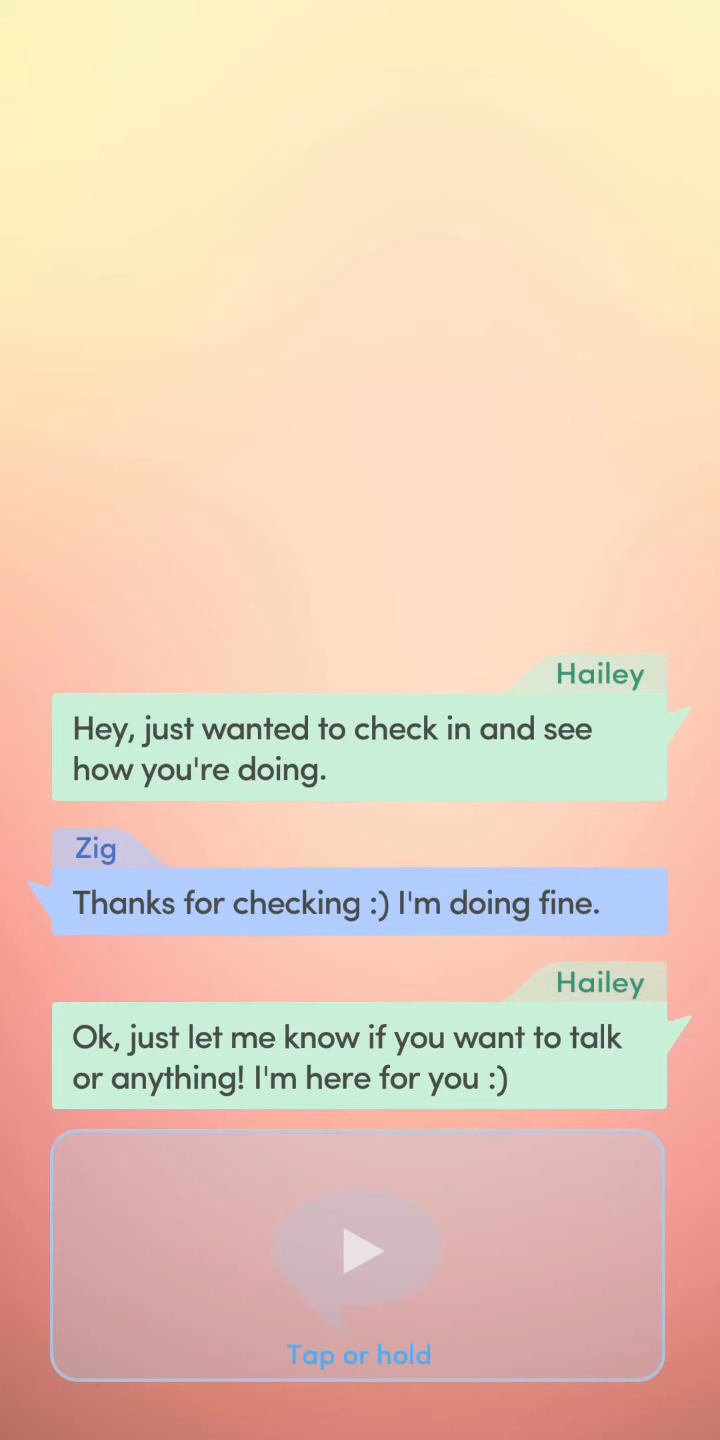 Hailey
Hey, just wanted to check in and see
how you're doing.
Zig
Thanks for checking :) I'm doing fine.
Hailey
Ok, just let me know if you want to talk
or anything! I'm here for you :)
Tap or hold